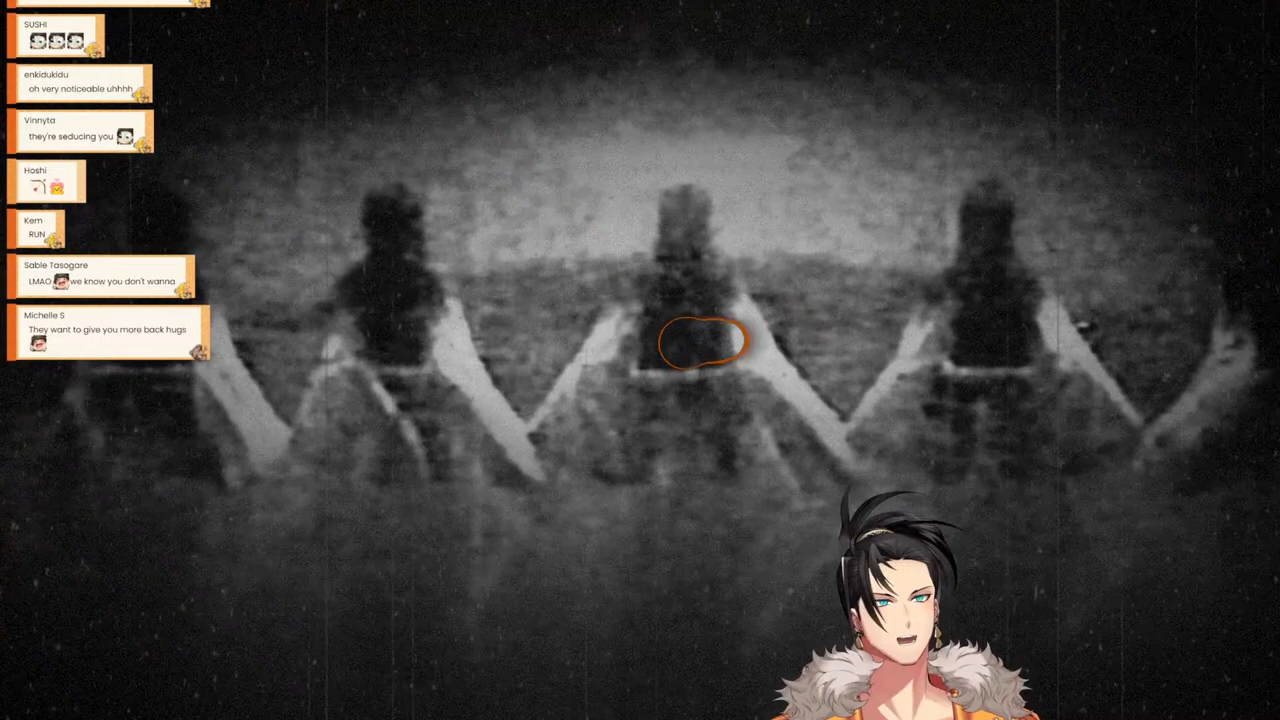 SUSHI
enkidukidu
oh very noticeable uhhhh
Vinnyta
they're seducing you
Hoshi
Kem
RUN
Sable Tasogare
LMAO we know you don't wanna
Michelle S
They want to give you more back hugs